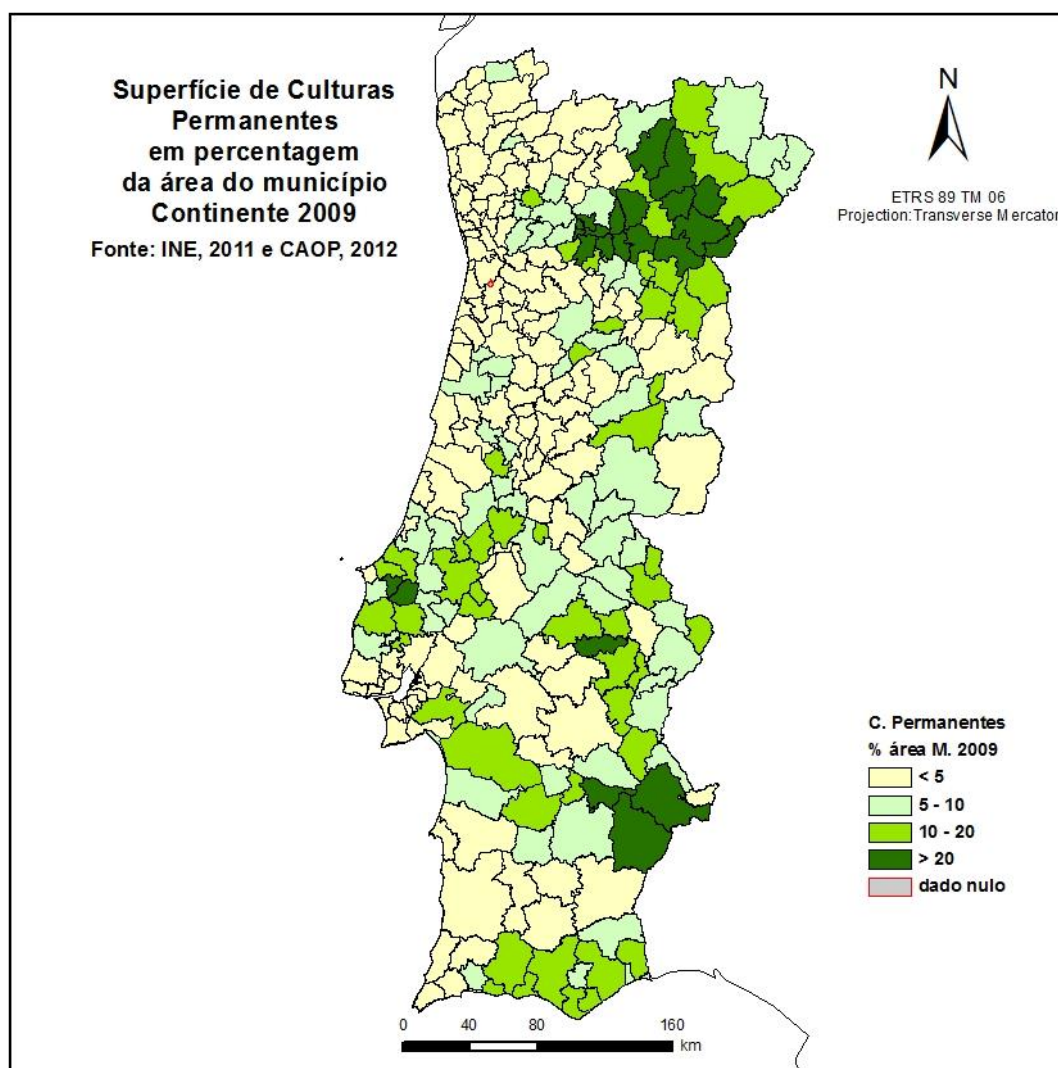 Superfície de Culturas
Permanentes
em percentagem
da área do município
Continente 2009
Fonte: INE, 2011 e CAOP, 2012
N
ETRS 89 TM 06
Projection:Transverse Mercator
C. Permanentes
% área M. 2009
< 5
5 - 10
10 - 20
> 20
dado nulo
0 40 80 160
km